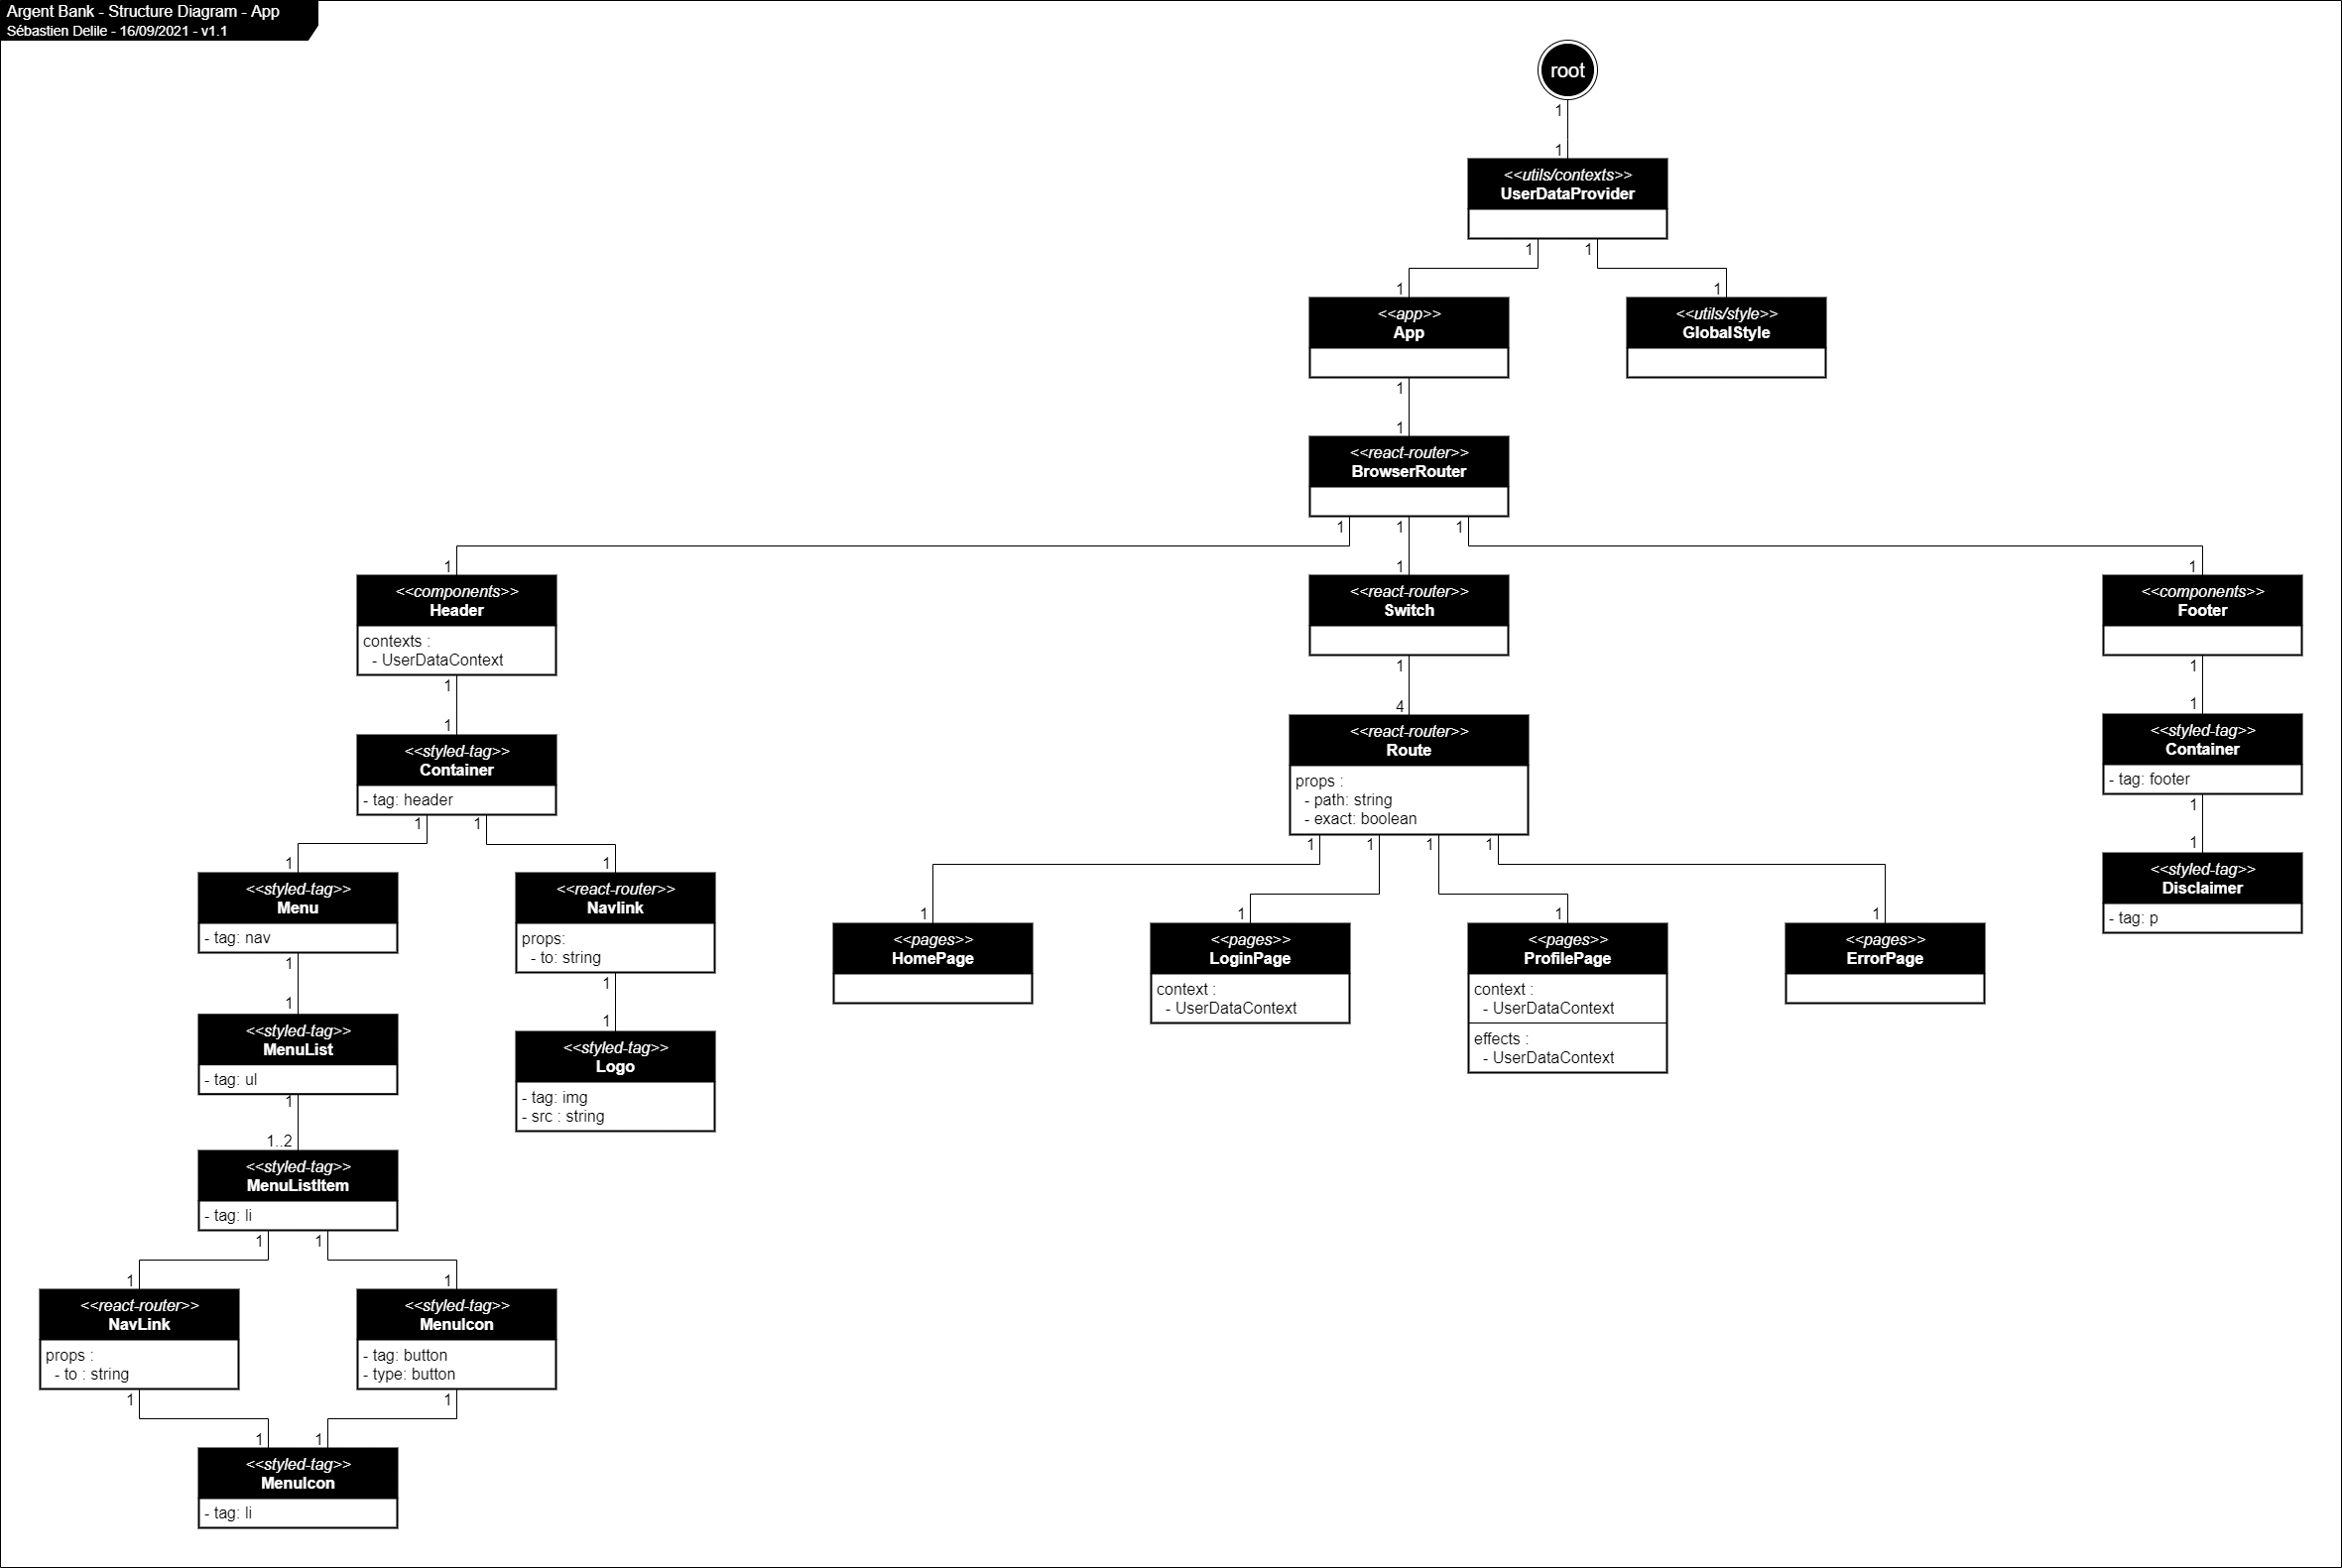 Argent Bank - Structure Diagram - App
Sébastien Delile - 16/09/2021 - v1.1
root
1
1
<<utils/contexts>>
UserDataProvider
1
1
1
1
<<app>>
App
<<utils/style>>
GlobalStyle
1
1
<<react-router>>
BrowserRouter
1
1
1
1
1
1
<<components>>
Header
contexts :
- UserDataContext
<<react-router>>
Switch
<<components>>
Footer
1
1
1
1
4
1
<<styled-tag>>
Container
- tag: header
<<react-router>>
Route
props :
- path: string
- exact: boolean
<<styled-tag>>
Container
- tag: footer
1
1
1
1
1
1
1
1
1
1
<<styled-tag>>
Menu
- tag: nav
<<react-router>>
Navlink
props:
- to: string
<<styled-tag>>
Disclaimer
- tag: p
1
1
1
1
<<pages>>
HomePage
<<pages>>
LoginPage
context :
- UserDataContext
<<pages>>
ProfilePage
context :
- UserDataContext
effects :
- UserDataContext
<<pages>>
ErrorPage
1
1
1
1
<<styled-tag>>
MenuList
- tag: ul
<<styled-tag>>
Logo
- tag: img
- src : string
1
1..2
<<styled-tag>>
MenuListItem
- tag: li
1
1
1
1
<<react-router>>
NavLink
props :
- to : string
<<styled-tag>>
MenuIcon
- tag: button
- type: button
1
1
1
1
<<styled-tag>>
MenuIcon
- tag: li